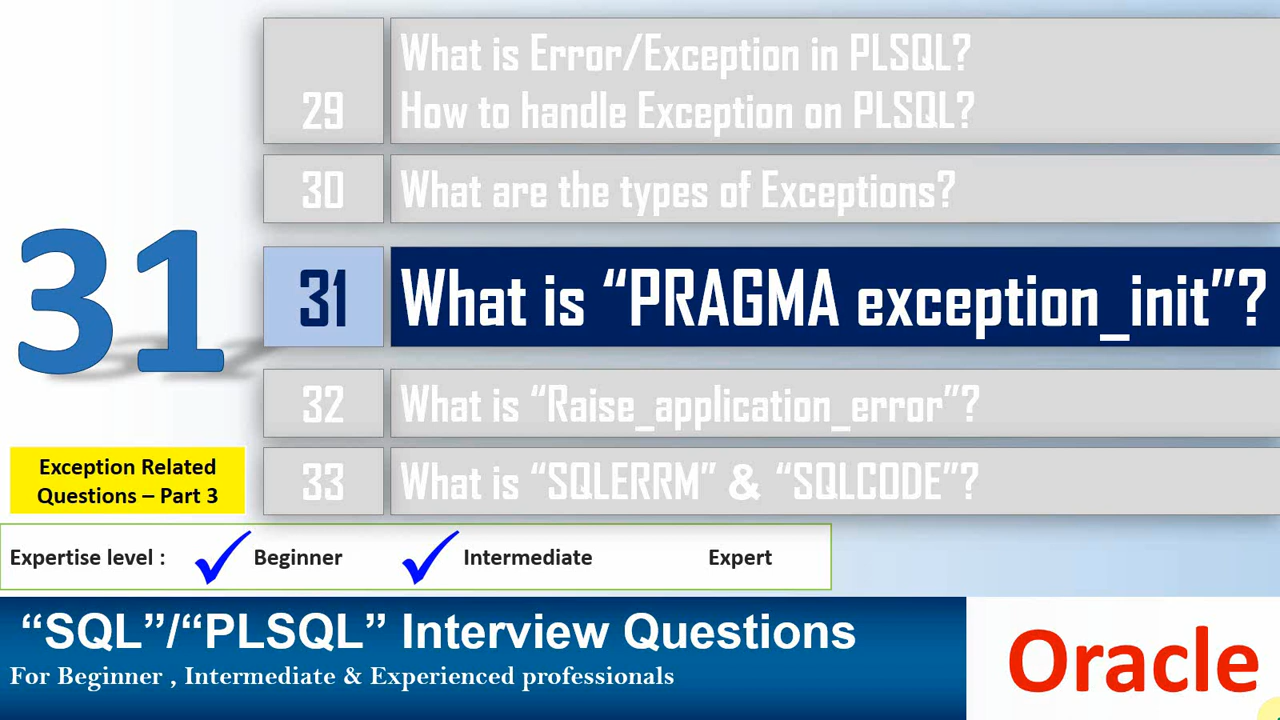 What is Error/Exception in PLSQL?
29 How to handle Exception on PLSQL?
30 What are the types of Exceptions?
31
31 What is “PRAGMA exception_init”?
32 What is “Raise_application_error”?
Exception Related
Questions – Part 3
33 What is “SQLERRM” & “SQLCODE”?
Expertise level : Beginner Intermediate Expert
“SQL”/“PLSQL” Interview Questions
For Beginner , Intermediate & Experienced professionals
Oracle